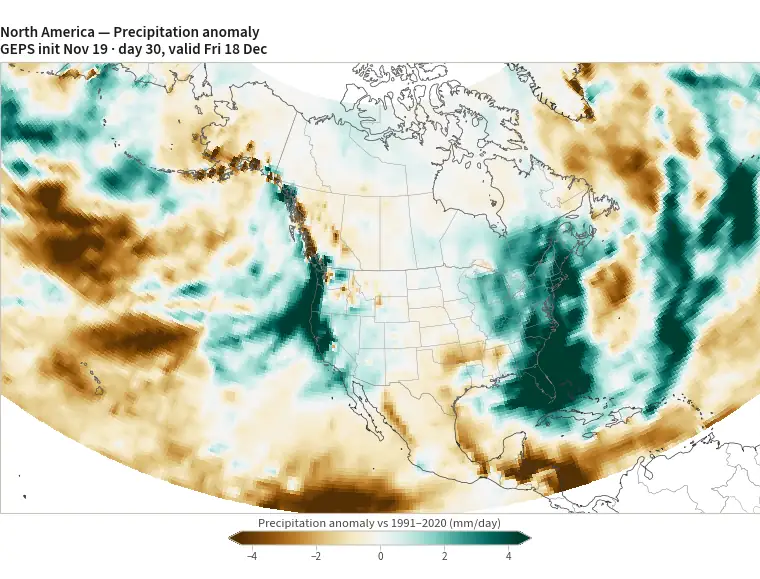 North America — Precipitation anomaly
GEPS init Nov 19 · day 30, valid Fri 18 Dec
Precipitation anomaly vs 1991–2020 (mm/day)
−4 −2 0 2 4